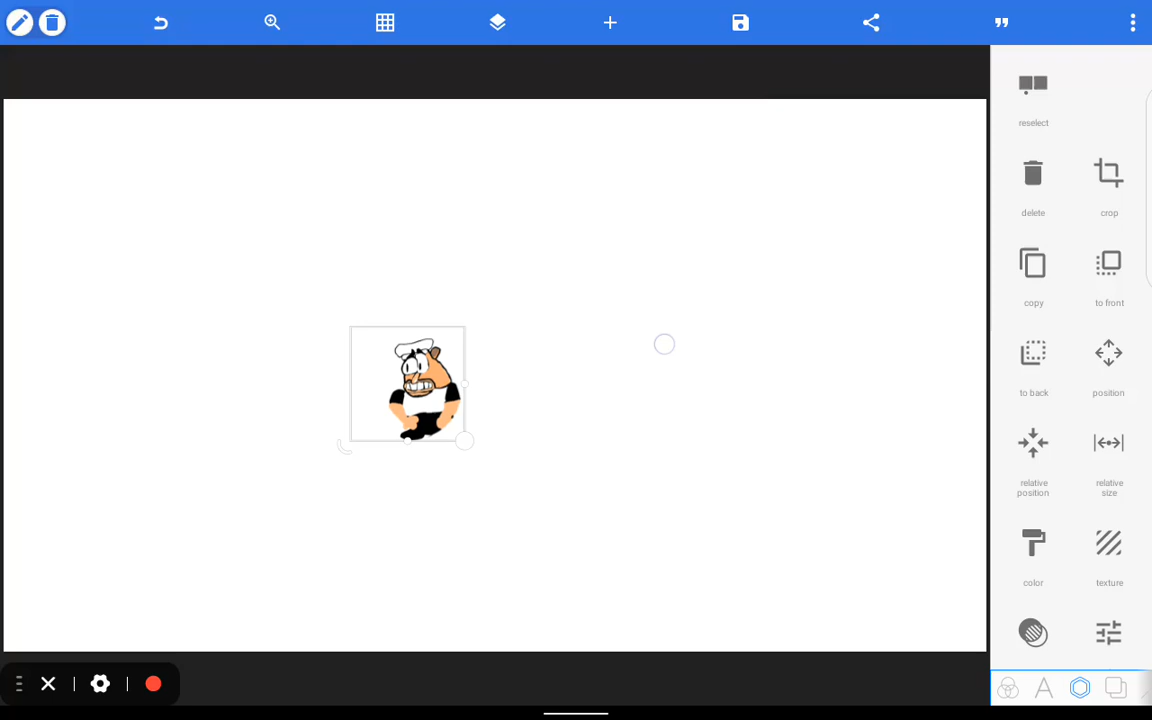 reselect
delete
crop
copy
to front
to back
position
relative
position
relative
size
color
texture